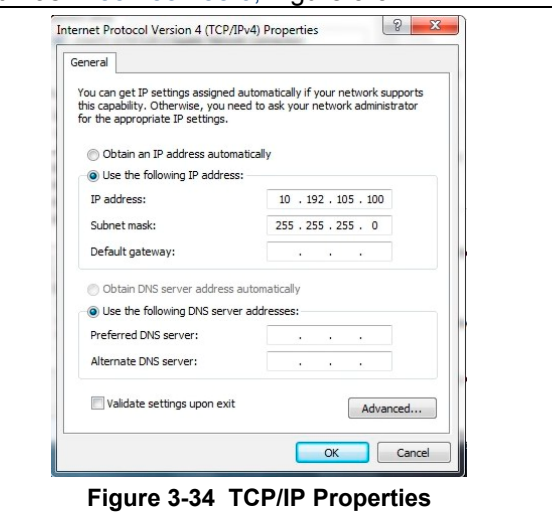 Internet Protocol Version 4 (TCP/IPv4) Properties
General
You can get IP settings assigned automatically if your network supports
this capability. Otherwise, you need to ask your network administrator
for the appropriate IP settings.
Obtain an IP address automatically
Use the following IP address:
IP address: 10 . 192 . 105 . 100
Subnet mask: 255 . 255 . 255 . 0
Default gateway: . . .
Obtain DNS server address automatically
Use the following DNS server addresses:
Preferred DNS server: . . .
Alternate DNS server: . . .
Validate settings upon exit
Advanced...
OK Cancel
Figure 3-34 TCP/IP Properties